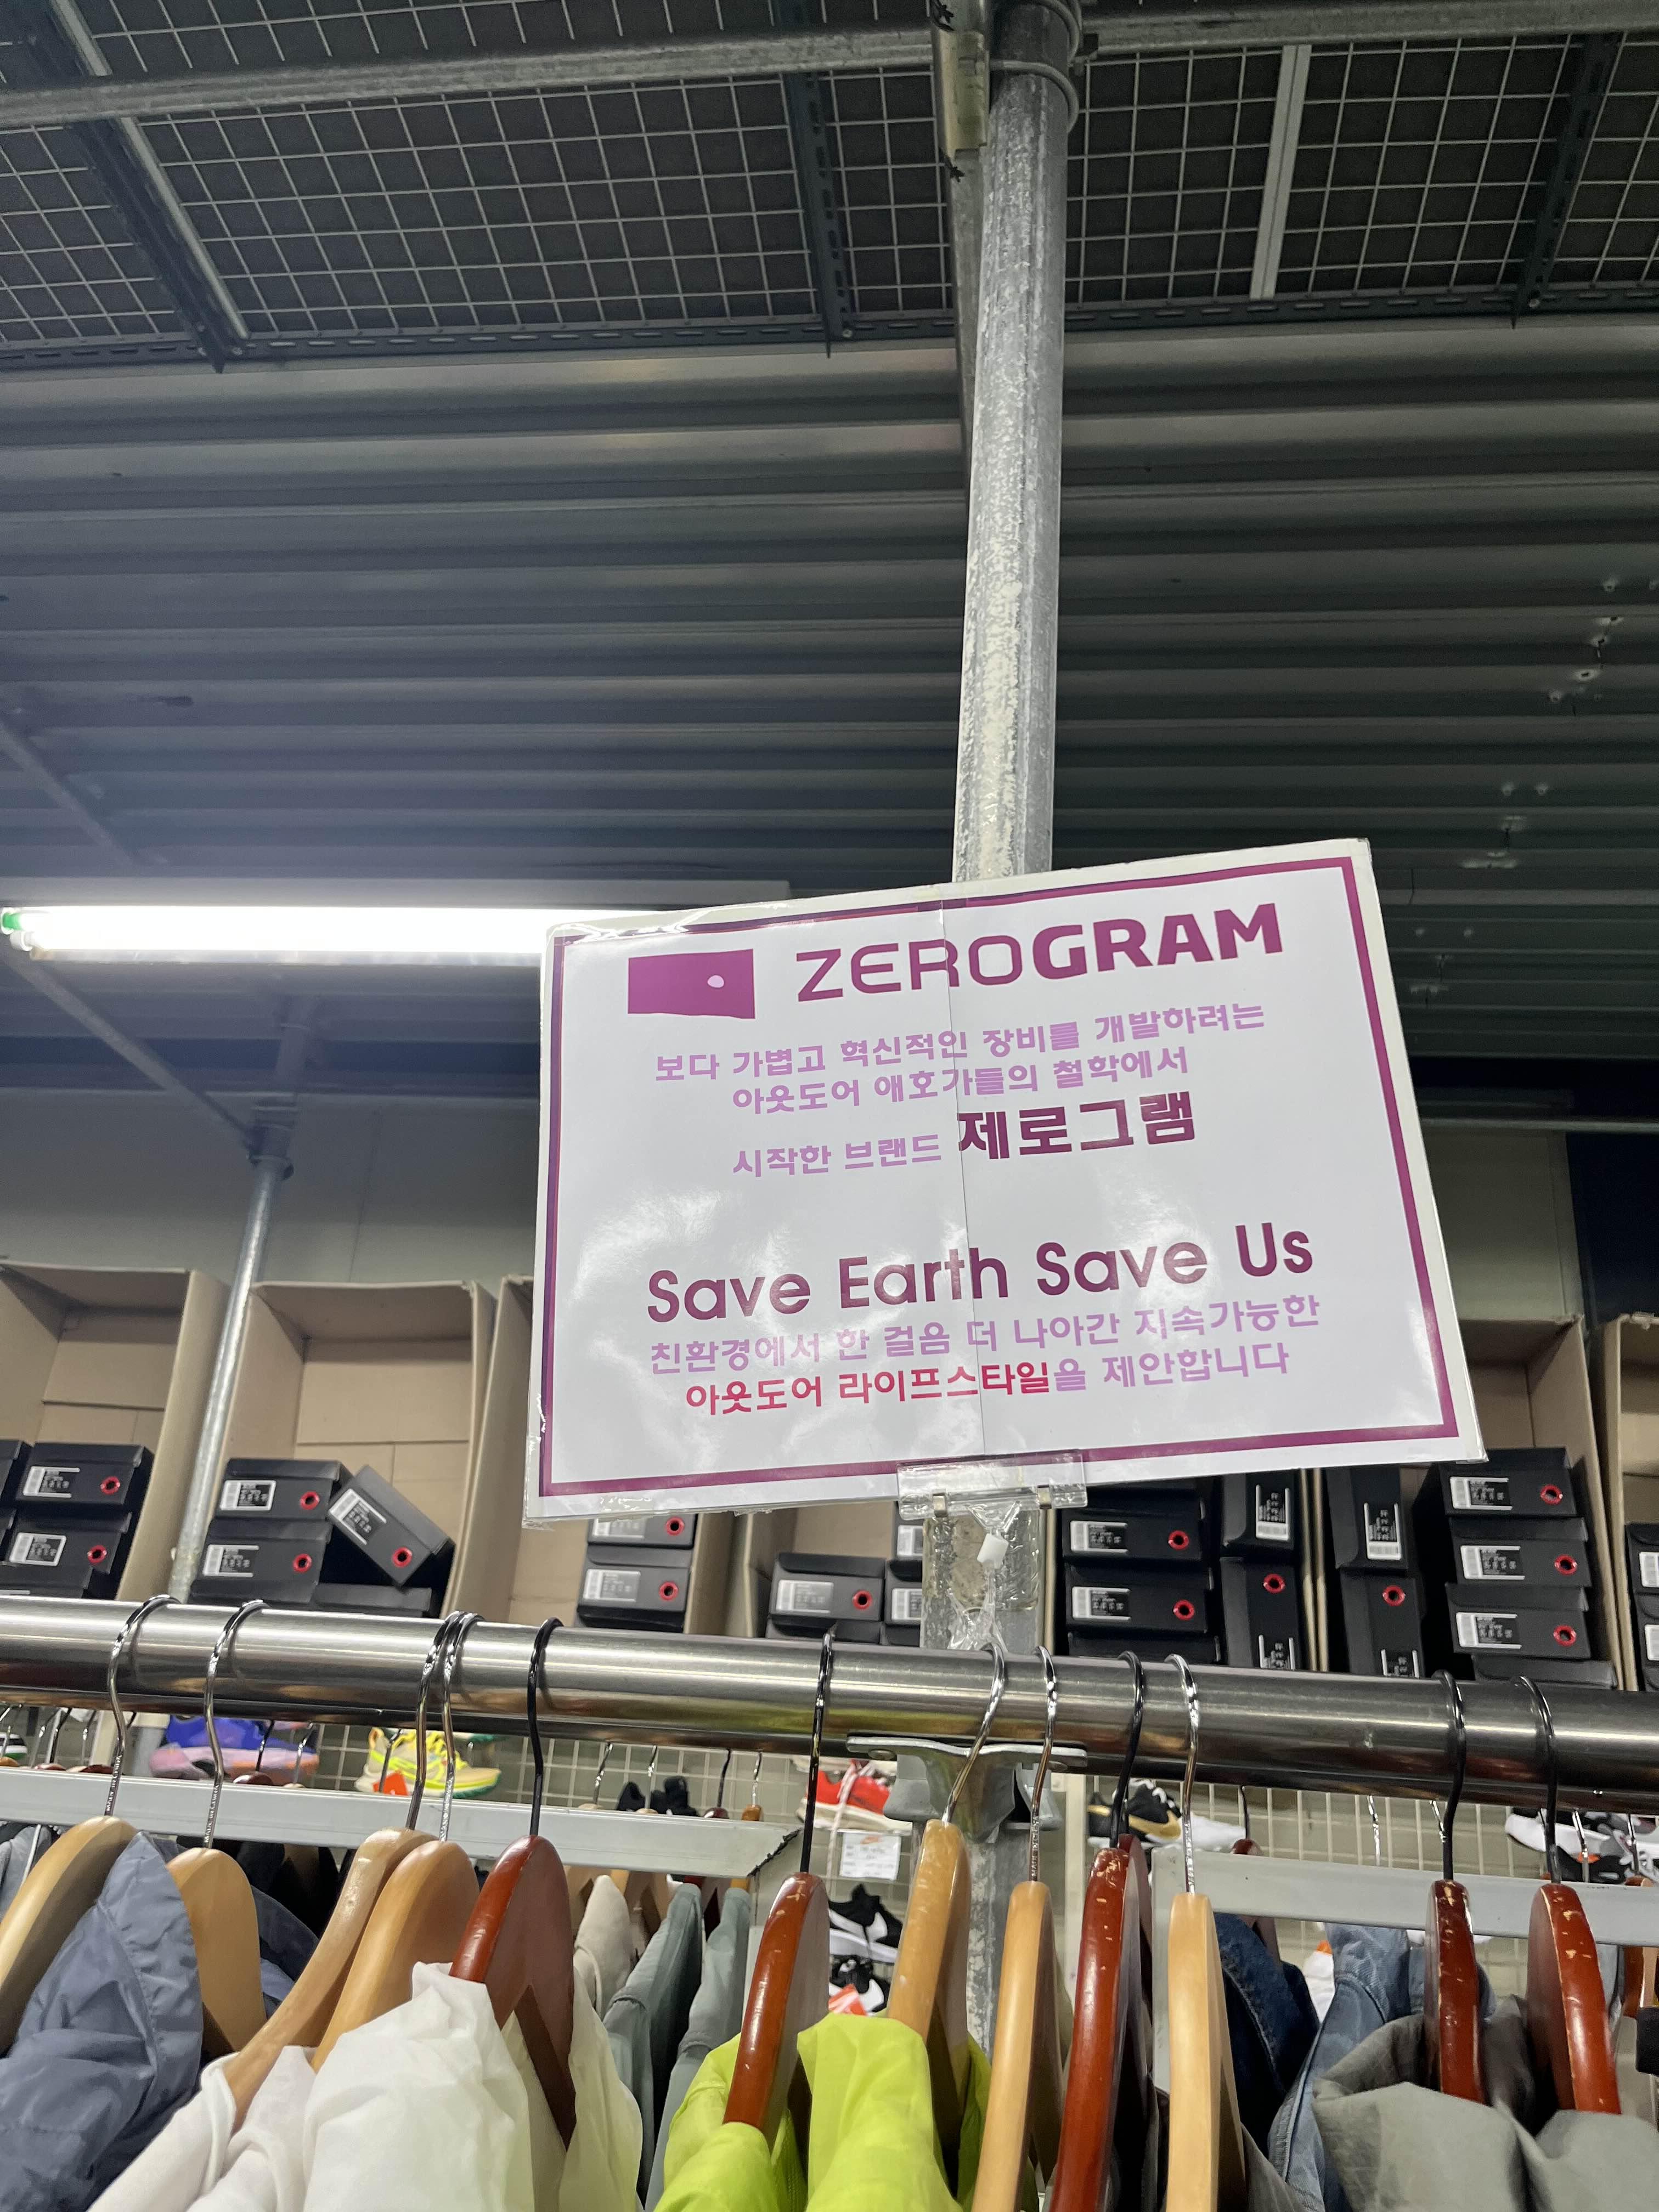 ZEROGRAM
보다 가볍고 혁신적인 장비를 개발하려는
아웃도어 애호가들의 철학에서
시작한 브랜드 제로그램
Save Earth Save Us
친환경에서 한 걸음 더 나아간 지속가능한
아웃도어 라이프스타일을 제안합니다